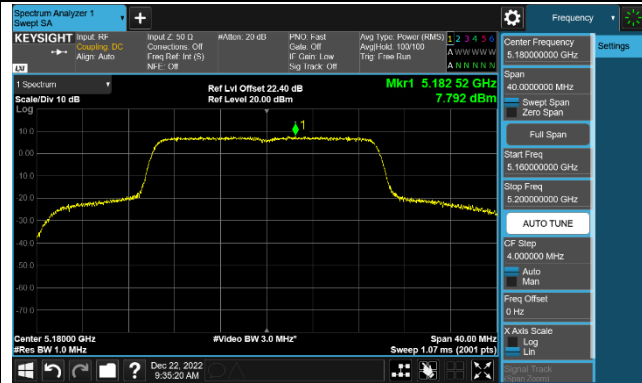 Spectrum Analyzer 1
Swept SA
+
Frequency
KEYSIGHT
Input: RF
Coupling: DC
Align: Auto
Input Z: 50 Ω
Corrections: Off
Freq Ref: Int (S)
NFE: Off
#Atten: 20 dB
PNO: Fast
Gate: Off
IF Gain: Low
Sig Track: Off
Avg Type: Power (RMS)
Avg|Hold: 100/100
Trig: Free Run
1 2 3 4 5 6
A W W W W W
A N N N N N
LXI
1 Spectrum
Scale/Div 10 dB
Log
Ref Lvl Offset 22.40 dB
Ref Level 20.00 dBm
Mkr1 5.182 52 GHz
7.792 dBm
1
10.0
0.00
-10.0
-20.0
-30.0
-40.0
-50.0
-60.0
-70.0
Center 5.18000 GHz
#Res BW 1.0 MHz
#Video BW 3.0 MHz*
Span 40.00 MHz
Sweep 1.07 ms (2001 pts)
Dec 22, 2022
9:35:20 AM
?
Settings
Center Frequency
5.180000000 GHz
Span
40.0000000 MHz
Swept Span
Zero Span
Full Span
Start Freq
5.160000000 GHz
Stop Freq
5.200000000 GHz
AUTO TUNE
CF Step
4.000000 MHz
Auto
Man
Freq Offset
0 Hz
X Axis Scale
Log
Lin
Signal Track
(Span Zoom)